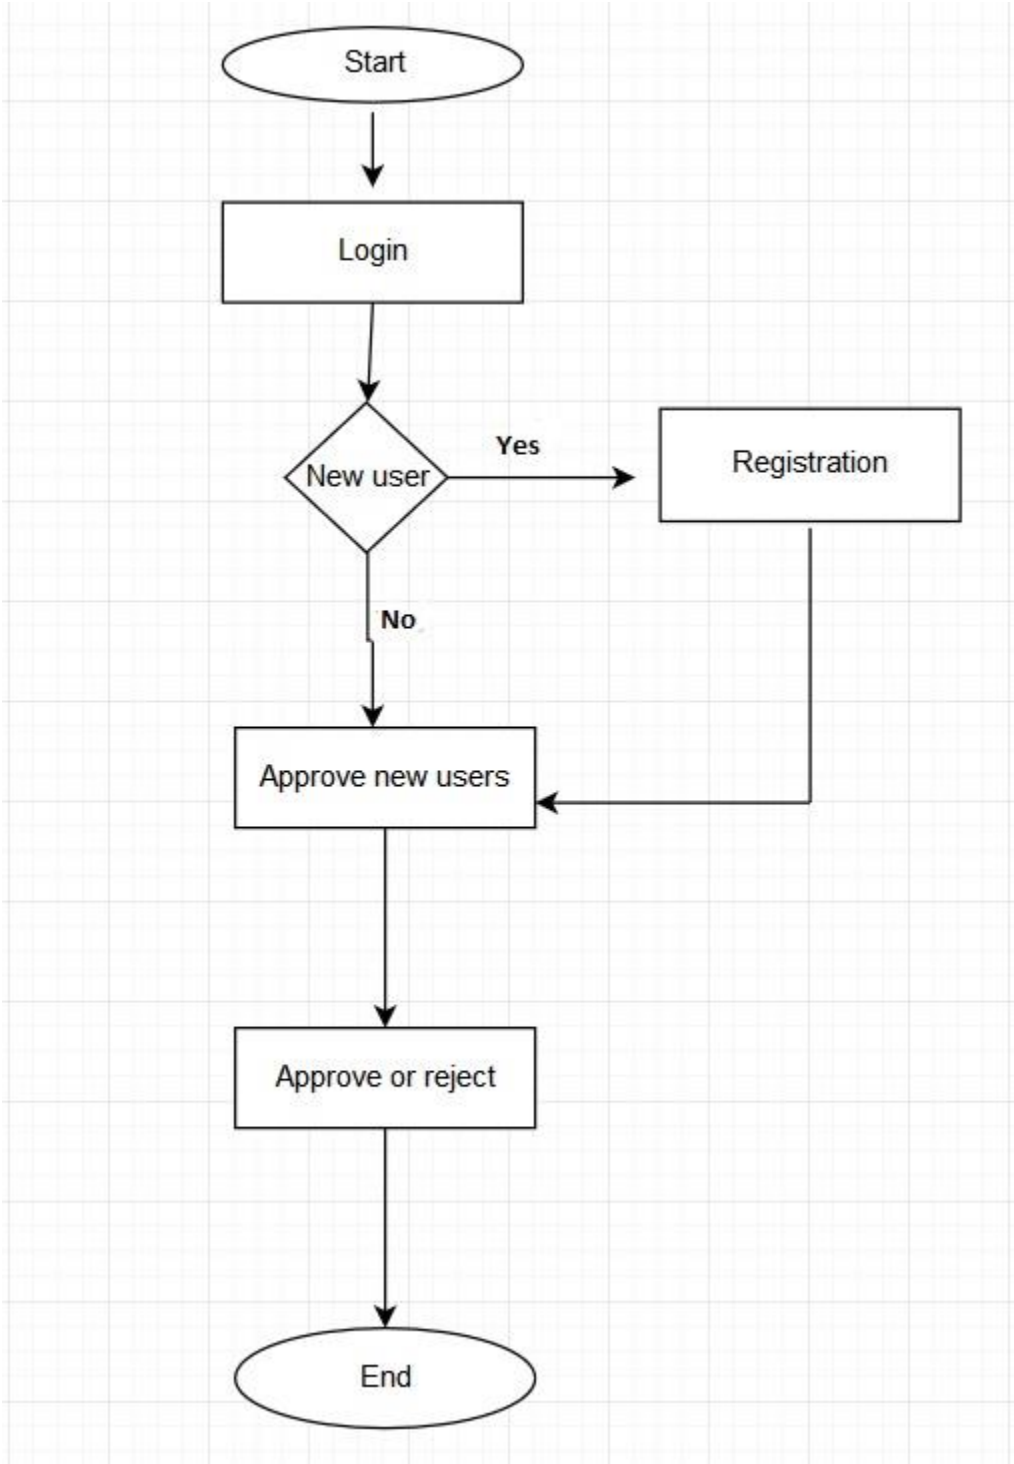 Start
Login
New user
Yes
Registration
No
Approve new users
Approve or reject
End